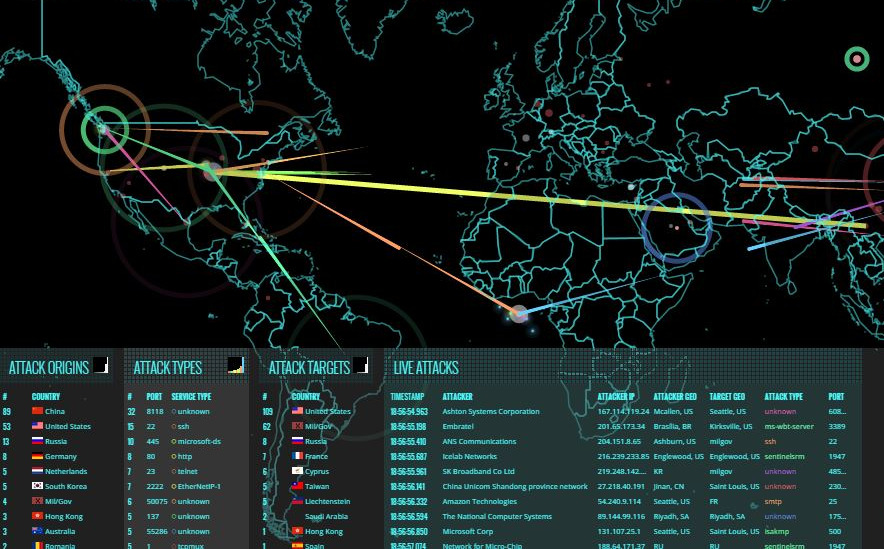 ATTACK ORIGINS
# COUNTRY
89 China
53 United States
13 Russia
8 Germany
5 Netherlands
5 South Korea
4 Mil/Gov
3 Hong Kong
3 Australia
2 Romania
ATTACK TYPES
# PORT SERVICE TYPE
32 8118 unknown
15 22 ssh
10 445 microsoft-ds
8 80 http
7 23 telnet
7 2222 EtherNetIP-1
6 50075 unknown
5 137 unknown
5 55286 unknown
5 1 tcpmux
ATTACK TARGETS
# COUNTRY
109 United States
62 Mil/Gov
8 Russia
7 France
6 Cyprus
Taiwan
Liechtenstein
Saudi Arabia
1 Hong Kong
1 Spain
LIVE ATTACKS
TIMESTAMP ATTACKER ATTACKER IP ATTACKER GEO TARGET GEO ATTACK TYPE PORT
18:56:54.963 Ashton Systems Corporation 167.114.119.24 Mcallen, US Seattle, US unknown 608...
18:56:55.198 Embratel 201.65.173.34 Brasília, BR Kirksville, US ms-wbt-server 3389
18:56:55.410 ANS Communications 204.151.8.65 Ashburn, US milgov ssh 22
18:56:55.687 Icelab Networks 216.239.233.85 Englewood, US Englewood, US sentinelsrm 1947
18:56:55.961 SK Broadband Co Ltd 219.248.142.... KR milgov unknown 485...
18:56:56.141 China Unicom Shandong province network 27.218.40.191 Jinan, CN Saint Louis, US unknown 230...
18:56:56.332 Amazon Technologies 54.240.9.114 Seattle, US FR smtp 25
18:56:56.594 The National Computer Systems 89.144.99.116 Riyadh, SA Riyadh, SA unknown 175...
18:56:56.850 Microsoft Corp 131.107.25.1 Seattle, US Saint Louis, US isakmp 500
18:56:57.074 Network for Micro-Chip 188.64.171.37 RU RU sentinelsrm 1947